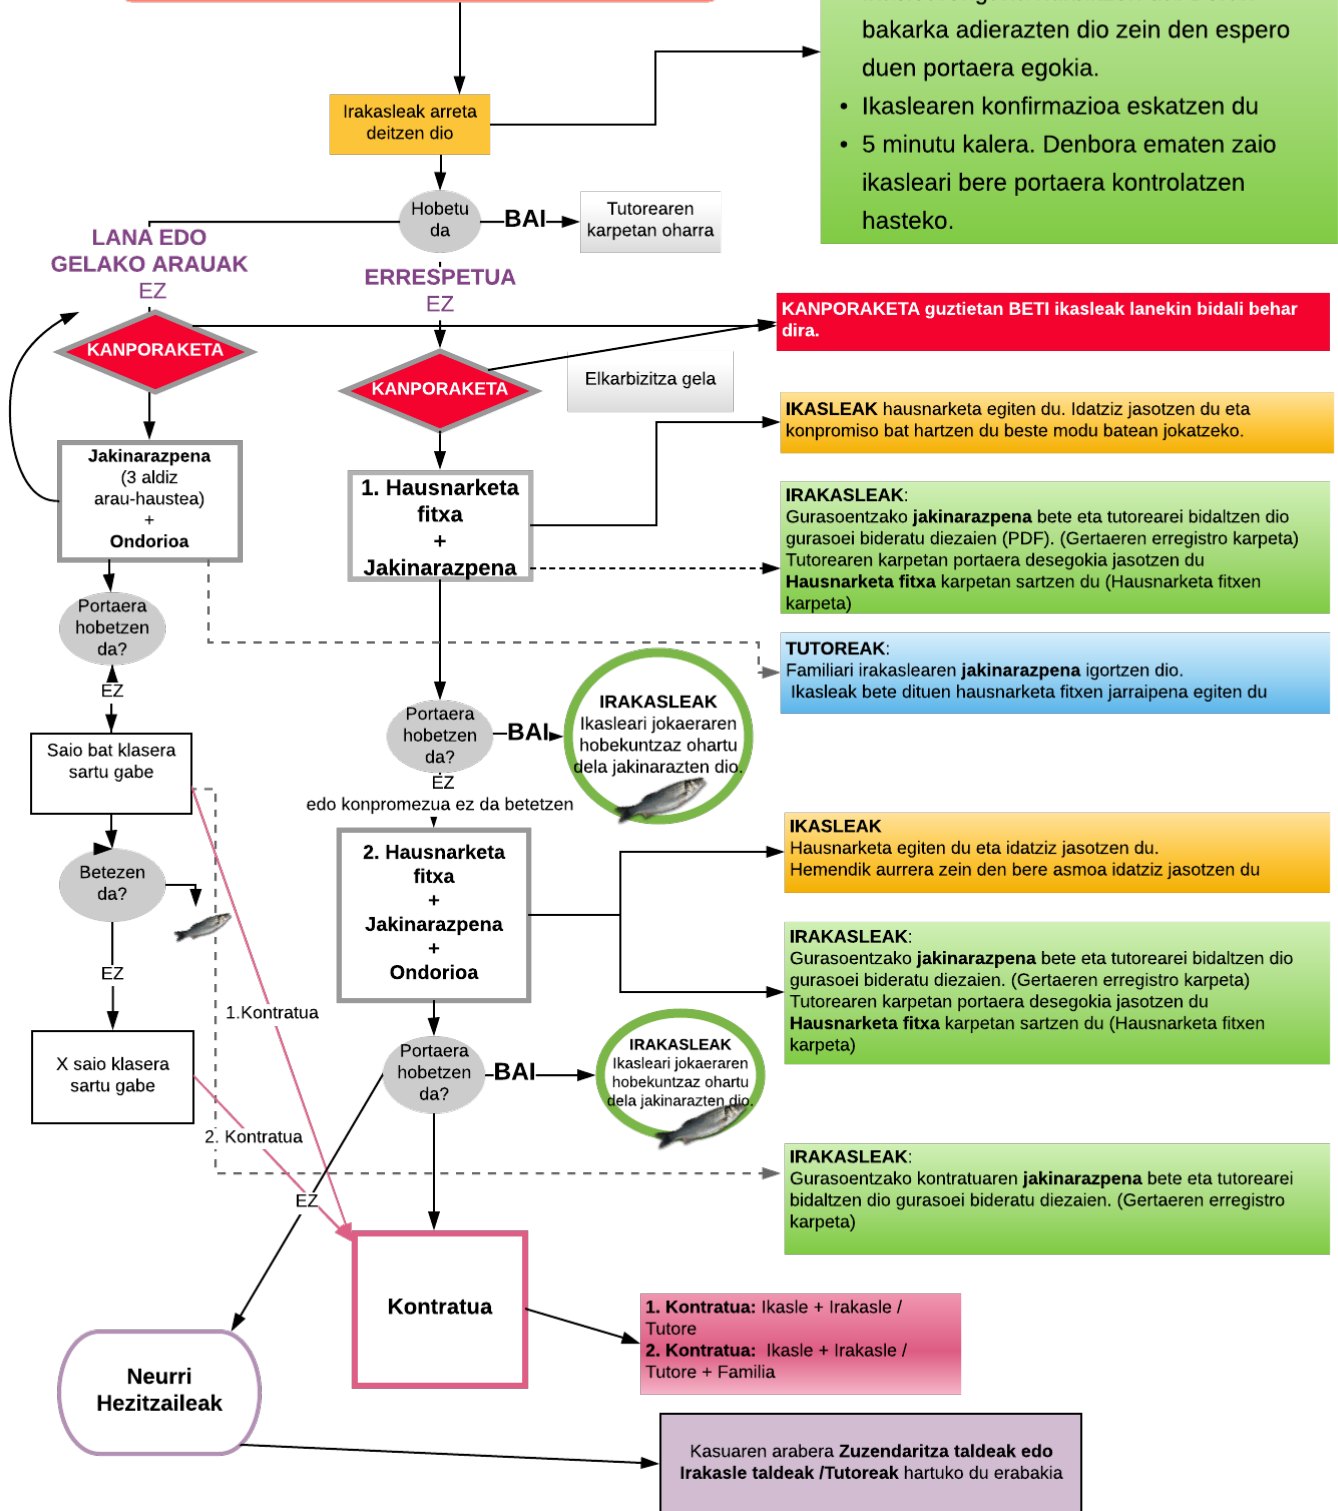 bakarka adierazten dio zein den espero
duen portaera egokia.
• Ikaslearen konfirmazioa eskatzen du
• 5 minutu kalera. Denbora ematen zaio
ikasleari bere portaera kontrolatzen
hasteko.
Irakasleak arreta
deitzen dio
Hobetu
da
BAI
Tutorearen
karpetan oharra
LANA EDO
GELAKO ARAUAK
EZ
ERRESPETUA
EZ
KANPORAKETA
KANPORAKETA
KANPORAKETA guztietan BETI ikasleak lanekin bidali behar
dira.
Elkarbizitza gela
IKASLEAK hausnarketa egiten du. Idatziz jasotzen du eta
konpromiso bat hartzen du beste modu batean jokatzeko.
Jakinarazpena
(3 aldiz
arau-haustea)
+
Ondorioa
1. Hausnarketa
fitxa
+
Jakinarazpena
IRAKASLEAK:
Gurasoentzako jakinarazpena bete eta tutorearei bidaltzen dio
gurasoei bideratu diezaien (PDF). (Gertaeren erregistro karpeta)
Tutorearen karpetan portaera desegokia jasotzen du
Hausnarketa fitxa karpetan sartzen du (Hausnarketa fitxen
karpeta)
Portaera
hobetzen
da?
EZ
TUTOREAK:
Familiari irakaslearen jakinarazpena igortzen dio.
Ikasleak bete dituen hausnarketa fitxen jarraipena egiten du
Saio bat klasera
sartu gabe
Portaera
hobetzen
da?
BAI
IRAKASLEAK
Ikasleari jokaeraren
hobekuntzaz ohartu
dela jakinarazten dio.
EZ
edo konpromezua ez da betetzen
Betezen
da?
EZ
2. Hausnarketa
fitxa
+
Jakinarazpena
+
Ondorioa
IKASLEAK
Hausnarketa egiten du eta idatziz jasotzen du.
Hemendik aurrera zein den bere asmoa idatziz jasotzen du
IRAKASLEAK:
Gurasoentzako jakinarazpena bete eta tutorearei bidaltzen dio
gurasoei bideratu diezaien. (Gertaeren erregistro karpeta)
Tutorearen karpetan portaera desegokia jasotzen du
Hausnarketa fitxa karpetan sartzen du (Hausnarketa fitxen
karpeta)
1.Kontratua
X saio klasera
sartu gabe
2. Kontratua
Portaera
hobetzen
da?
BAI
IRAKASLEAK
Ikasleari jokaeraren
hobekuntzaz ohartu
dela jakinarazten dio.
EZ
IRAKASLEAK:
Gurasoentzako kontratuaren jakinarazpena bete eta tutorearei
bidaltzen dio gurasoei bideratu diezaien. (Gertaeren erregistro
karpeta)
Kontratua
1. Kontratua: Ikasle + Irakasle /
Tutore
2. Kontratua: Ikasle + Irakasle /
Tutore + Familia
Neurri
Hezitzaileak
Kasuaren arabera Zuzendaritza taldeak edo
Irakasle taldeak /Tutoreak hartuko du erabakia